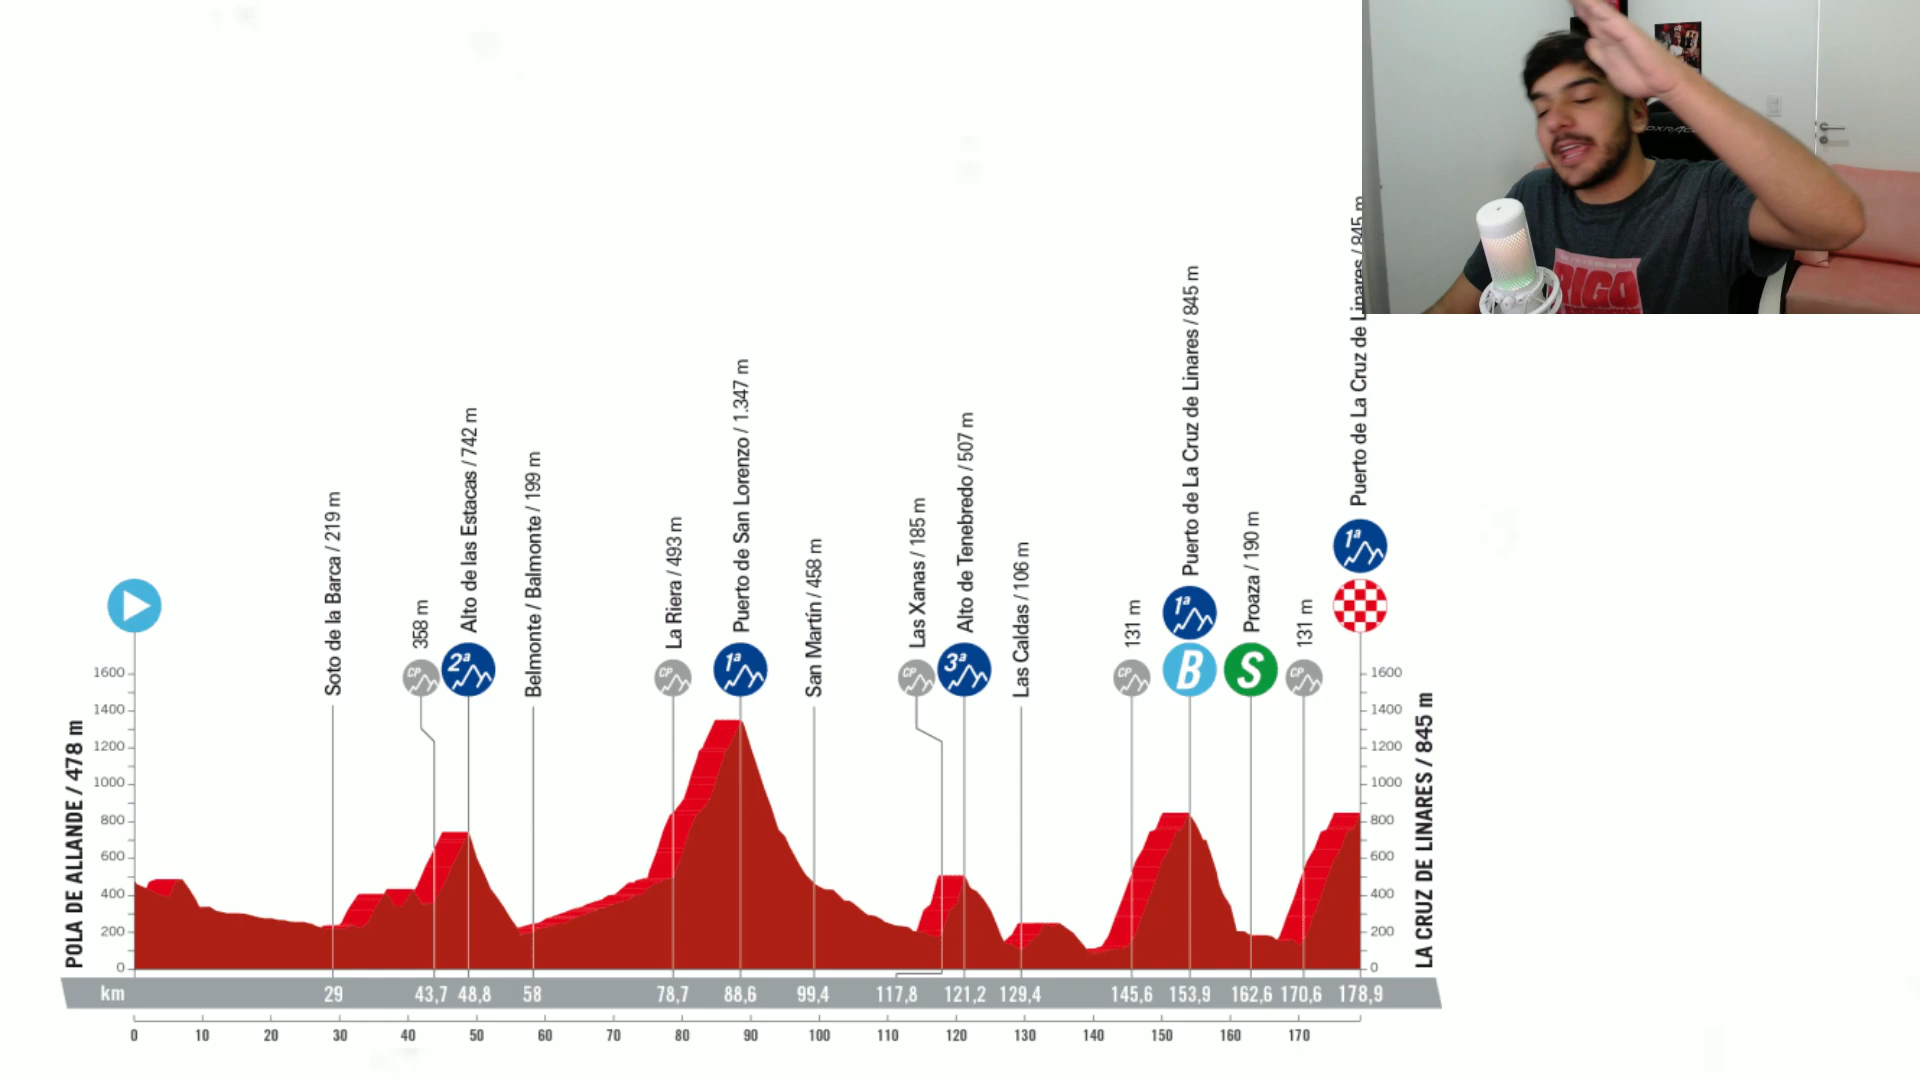 Soto de la Barca / 219 m
358 m
Alto de las Estacas / 742 m
Belmonte / Balmonte / 199 m
La Riera / 493 m
Puerto de San Lorenzo / 1.347 m
San Martín / 458 m
Las Xanas / 185 m
Alto de Tenebredo / 507 m
Las Caldas / 106 m
131 m
Puerto de La Cruz de Linares / 845 m
Proaza / 190 m
131 m
Puerto de La Cruz de Linares / 845 m
CP
2ª
CP
1ª
CP
3ª
CP
1ª
B
S
CP
1ª
POLA DE ALLANDE / 478 m
1600
1400
1200
1000
800
600
400
200
0
1600
1400
1200
1000
800
600
400
200
0
LA CRUZ DE LINARES / 845 m
km 29 43,7 48,8 58 78,7 88,6 99,4 117,8 121,2 129,4 145,6 153,9 162,6 170,6 178,9
0 10 20 30 40 50 60 70 80 90 100 110 120 130 140 150 160 170
RIGO